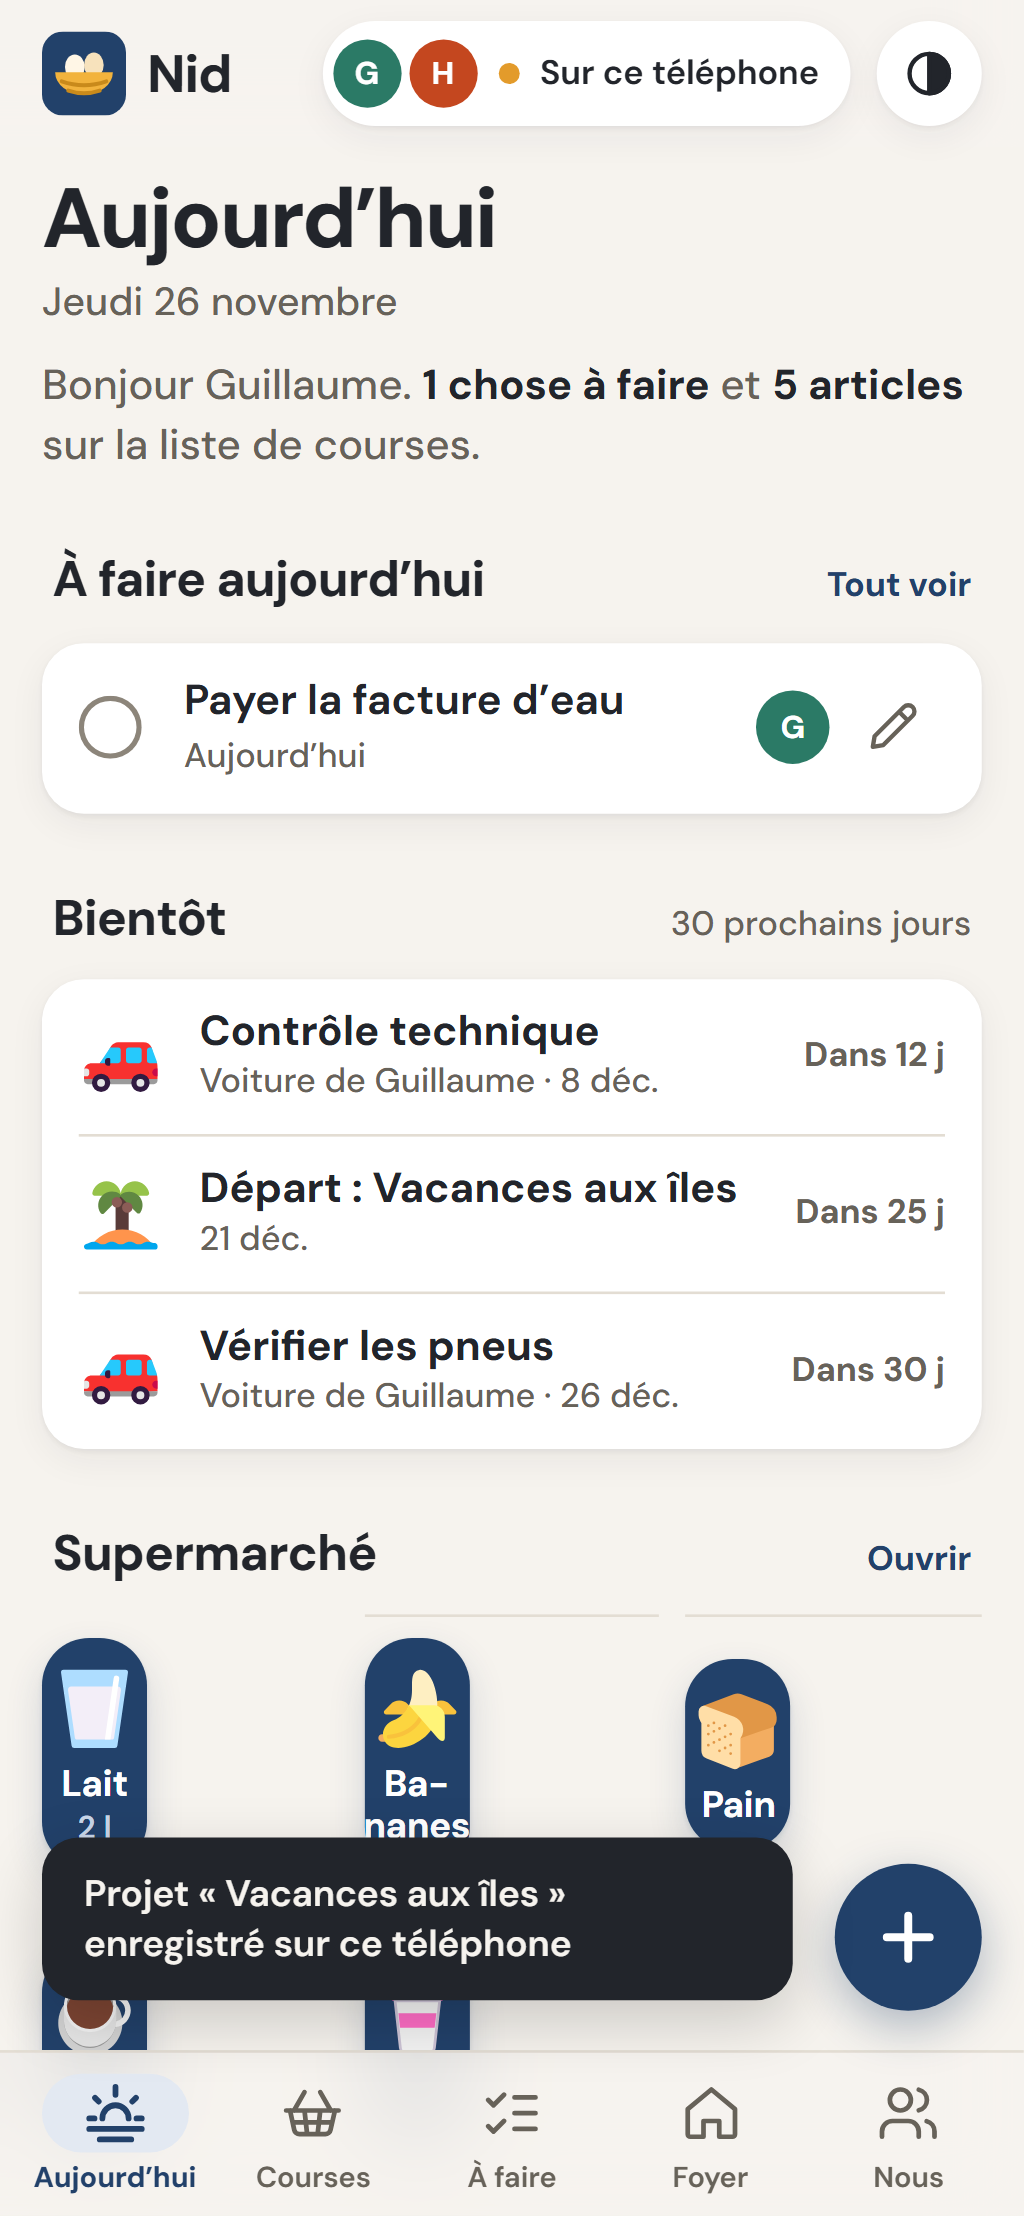 Nid
G H Sur ce téléphone
Aujourd’hui
Jeudi 26 novembre
Bonjour Guillaume. 1 chose à faire et 5 articles
sur la liste de courses.
À faire aujourd’hui Tout voir
Payer la facture d’eau
Aujourd’hui
G
Bientôt 30 prochains jours
Contrôle technique
Voiture de Guillaume · 8 déc.
Dans 12 j
Départ : Vacances aux îles
21 déc.
Dans 25 j
Vérifier les pneus
Voiture de Guillaume · 26 déc.
Dans 30 j
Supermarché Ouvrir
Lait
2 l
Ba-
nanes
Pain
Projet « Vacances aux îles »
enregistré sur ce téléphone
Aujourd’hui Courses À faire Foyer Nous